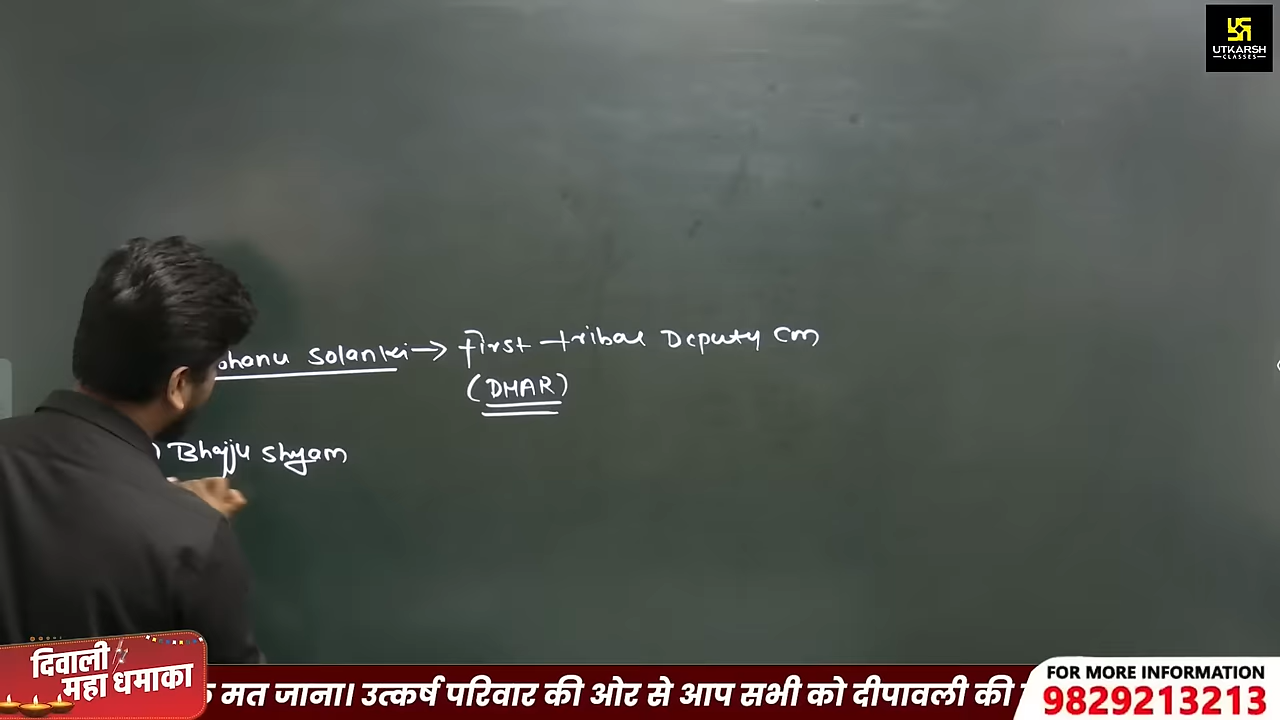 UTKARSH
CLASSES
Solanki → First tribal Deputy CM
(DHAR)
) Bhajju Shyam
दिवाली
महा धमाका
मत जाना। उत्कर्ष परिवार की ओर से आप सभी को दीपावली की
FOR MORE INFORMATION
9829213213